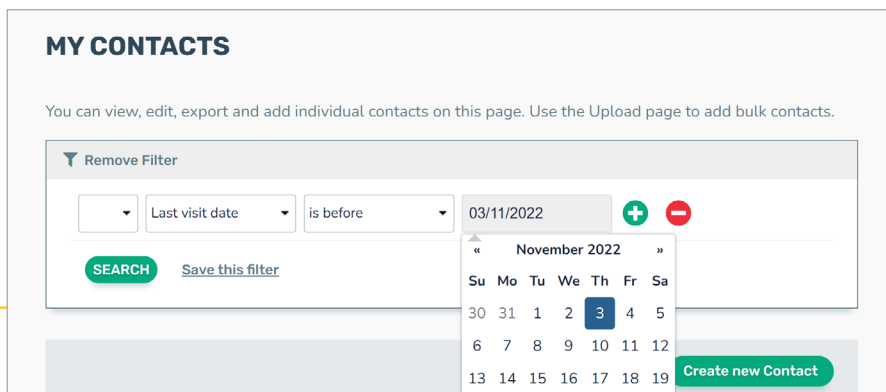 MY CONTACTS
You can view, edit, export and add individual contacts on this page. Use the Upload page to add bulk contacts.
Remove Filter
Last visit date is before 03/11/2022
« November 2022 »
SEARCH Save this filter
Su Mo Tu We Th Fr Sa
30 31 1 2 3 4 5
6 7 8 9 10 11 12
Create new Contact
13 14 15 16 17 18 19